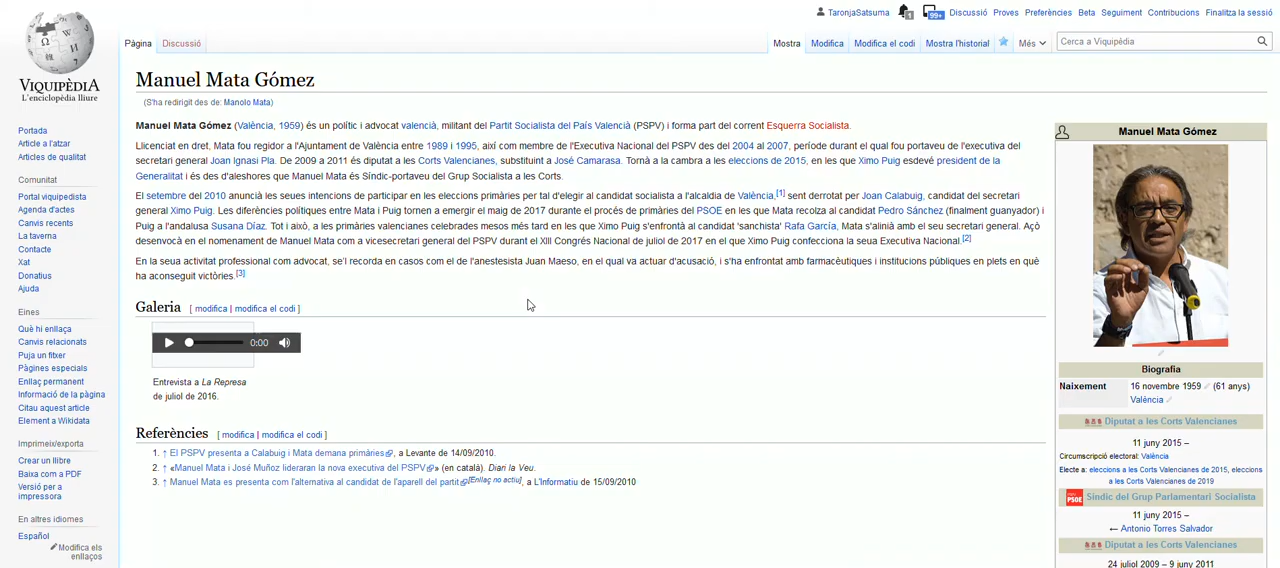 TaronjaSatsuma 1 99+ Discussió Proves Preferències Beta Seguiment Contribucions Finalitza la sessió
Pàgina Discussió Mostra Modifica Modifica el codi Mostra l'historial Més Cerca a Viquipèdia
VIQUIPÈDIA
L'enciclopèdia lliure
Portada
Article a l'atzar
Articles de qualitat
Comunitat
Portal viquipedista
Agenda d'actes
Canvis recents
La taverna
Contacte
Xat
Donatius
Ajuda
Eines
Què hi enllaça
Canvis relacionats
Puja un fitxer
Pàgines especials
Enllaç permanent
Informació de la pàgina
Citau aquest article
Element a Wikidata
Imprimeix/exporta
Crear un llibre
Baixa com a PDF
Versió per a
impressora
En altres idiomes
Español
Modifica els
enllaços
Manuel Mata Gómez
(S'ha redirigit des de: Manolo Mata)
Manuel Mata Gómez (València, 1959) és un polític i advocat valencià, militant del Partit Socialista del País Valencià (PSPV) i forma part del corrent Esquerra Socialista.
Llicenciat en dret, Mata fou regidor a l'Ajuntament de València entre 1989 i 1995, així com membre de l'Executiva Nacional del PSPV des del 2004 al 2007, període durant el qual fou portaveu de l'executiva del
secretari general Joan Ignasi Pla. De 2009 a 2011 és diputat a les Corts Valencianes, substituint a José Camarasa. Tornà a la cambra a les eleccions de 2015, en les que Ximo Puig esdevé president de la
Generalitat i és des d'aleshores que Manuel Mata és Síndic-portaveu del Grup Socialista a les Corts.
El setembre del 2010 anuncià les seues intencions de participar en les eleccions primàries per tal d'elegir al candidat socialista a l'alcaldia de València,[1] sent derrotat per Joan Calabuig, candidat del secretari
general Ximo Puig. Les diferències polítiques entre Mata i Puig tornen a emergir el maig de 2017 durant el procés de primàries del PSOE en les que Mata recolza al candidat Pedro Sánchez (finalment guanyador) i
Puig a l'andalusa Susana Díaz. Tot i això, a les primàries valencianes celebrades mesos més tard en les que Ximo Puig s'enfrontà al candidat 'sanchista' Rafa García, Mata s'alinià amb el seu secretari general. Açò
desenvocà en el nomenament de Manuel Mata com a vicesecretari general del PSPV durant el XIII Congrés Nacional de juliol de 2017 en el que Ximo Puig confecciona la seua Executiva Nacional.[2]
En la seua activitat professional com advocat, se'l recorda en casos com el de l'anestesista Juan Maeso, en el qual va actuar d'acusació, i s'ha enfrontat amb farmacèutiques i institucions públiques en plets en què
ha aconseguit victòries.[3]
Galeria [ modifica | modifica el codi ]
0:00
Entrevista a La Represa
de juliol de 2016.
Referències [ modifica | modifica el codi ]
1. ↑ El PSPV presenta a Calabuig i Mata demana primàries, a Levante de 14/09/2010.
2. ↑ «Manuel Mata i José Muñoz lideraran la nova executiva del PSPV» (en català). Diari la Veu.
3. ↑ Manuel Mata es presenta com l'alternativa al candidat de l'aparell del partit[Enllaç no actiu], a L'Informatiu de 15/09/2010
Manuel Mata Gómez
Biografia
Naixement 16 novembre 1959 (61 anys)
València
Diputat a les Corts Valencianes
11 juny 2015 –
Circumscripció electoral: València
Electe a: eleccions a les Corts Valencianes de 2015, eleccions
a les Corts Valencianes de 2019
PSOE Síndic del Grup Parlamentari Socialista
11 juny 2015 –
← Antonio Torres Salvador
Diputat a les Corts Valencianes
24 juliol 2009 – 9 juny 2011